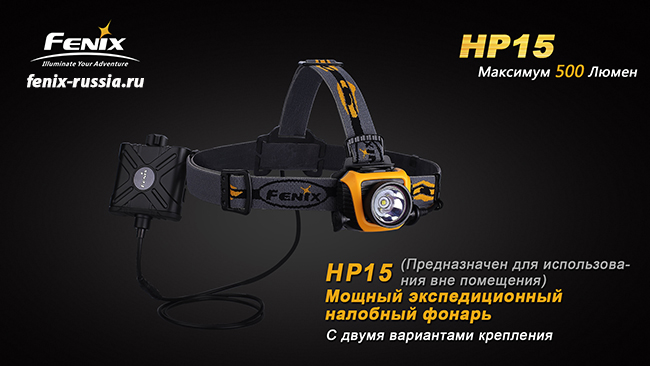 FENIX
Illuminate Your Adventure
fenix-russia.ru
HP15
Максимум 500 Люмен
FENIX
FENIX
HP15 (Предназначен для использова-
ния вне помещения)
Мощный экспедиционный
налобный фонарь
С двумя вариантами крепления